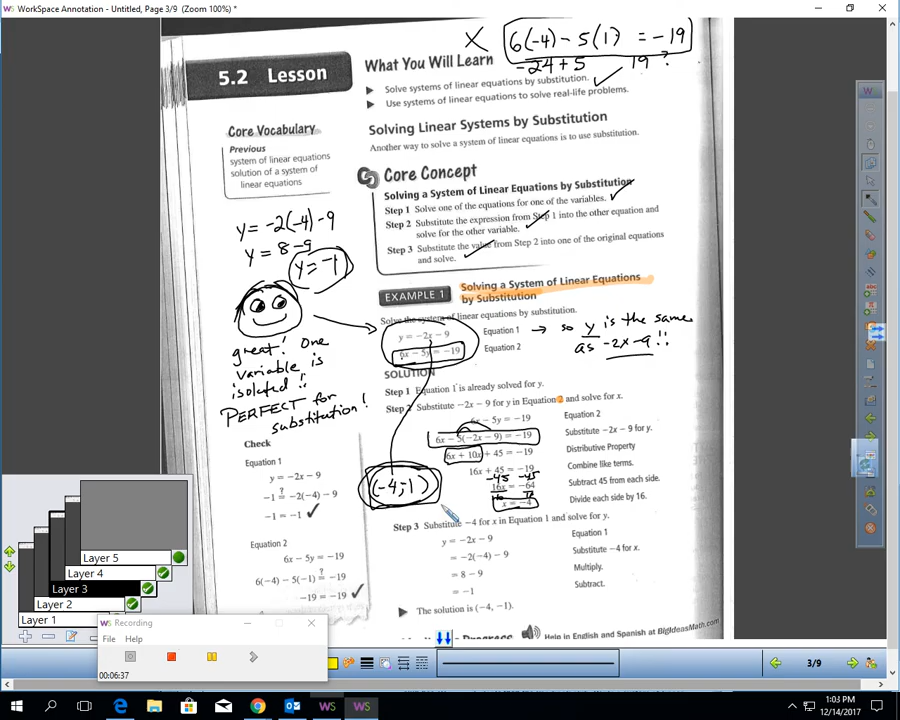 WorkSpace Annotation - Untitled, Page 3/9 (Zoom 100%) *
X 6(-4) - 5(1) = -19
-24+5 19 ?
5.2 Lesson
What You Will Learn
Solve systems of linear equations by substitution.
Use systems of linear equations to solve real-life problems.
Core Vocabulary
Previous
system of linear equations
solution of a system of
linear equations
Solving Linear Systems by Substitution
Another way to solve a system of linear equations is to use substitution.
Core Concept
Solving a System of Linear Equations by Substitution
Step 1 Solve one of the equations for one of the variables.
Step 2 Substitute the expression from Step 1 into the other equation and
solve for the other variable.
Step 3 Substitute the value from Step 2 into one of the original equations
and solve.
y = -2(-4) - 9
y = 8 - 9
y = -1
great! One
variable is
isolated!!
PERFECT for
substitution!
EXAMPLE 1 Solving a System of Linear Equations
by Substitution
Solve the system of linear equations by substitution.
y = −2x − 9 Equation 1
6x − 5y = −19 Equation 2
→ so y is the same
as -2x-9!!
SOLUTION
Step 1 Equation 1 is already solved for y.
Step 2 Substitute −2x − 9 for y in Equation 2 and solve for x.
6x − 5y = −19 Equation 2
6x − 5(−2x − 9) = −19 Substitute −2x − 9 for y.
6x + 10x + 45 = −19 Distributive Property
16x + 45 = −19 Combine like terms.
-45 -45
16x = −64 Subtract 45 from each side.
16 16
x = −4 Divide each side by 16.
(-4,-1)
Step 3 Substitute −4 for x in Equation 1 and solve for y.
y = −2x − 9 Equation 1
= −2(−4) − 9 Substitute −4 for x.
= 8 − 9 Multiply.
= −1 Subtract.
The solution is (−4, −1).
Check
Equation 1
y = −2x − 9
−1 ≟ −2(−4) − 9
−1 = −1 ✓
Equation 2
6x − 5y = −19
6(−4) − 5(−1) ≟ −19
−19 = −19 ✓
Help in English and Spanish at BigIdeasMath.com
Layer 5
Layer 4
Layer 3
Layer 2
Layer 1
Recording
File Help
00:06:37
3/9
1:03 PM
12/14/2017